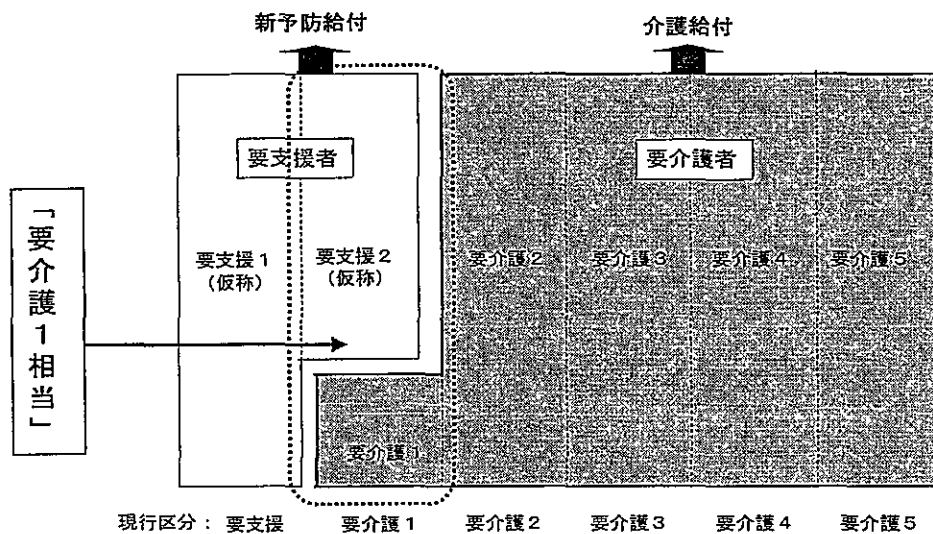 新予防給付
介護給付
要支援者
要介護者
「要介護1相当」
要支援1
(仮称)
要支援2
(仮称)
要介護2
要介護3
要介護4
要介護5
要介護1
現行区分: 要支援 要介護1 要介護2 要介護3 要介護4 要介護5